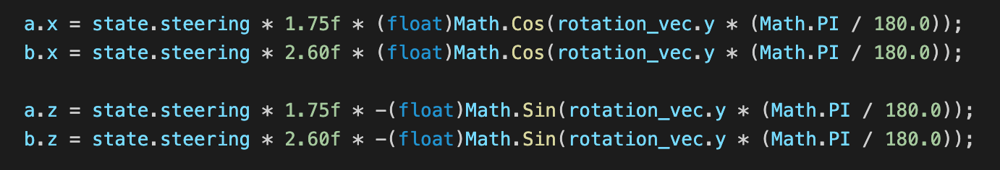 a.x = state.steering * 1.75f * (float)Math.Cos(rotation_vec.y * (Math.PI / 180.0));
b.x = state.steering * 2.60f * (float)Math.Cos(rotation_vec.y * (Math.PI / 180.0));
a.z = state.steering * 1.75f * -(float)Math.Sin(rotation_vec.y * (Math.PI / 180.0));
b.z = state.steering * 2.60f * -(float)Math.Sin(rotation_vec.y * (Math.PI / 180.0));